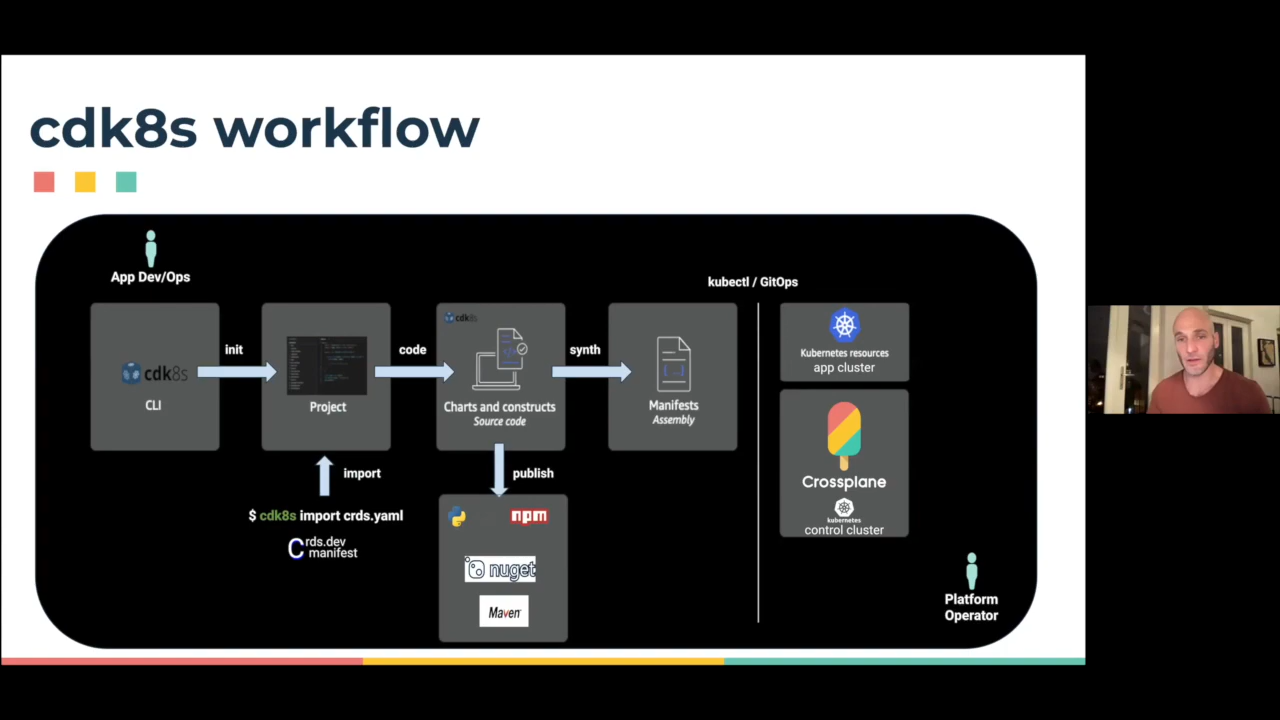 cdk8s workflow
App Dev/Ops
kubectl / GitOps
cdk8s
CLI
init
Project
code
cdk8s
Charts and constructs
Source code
synth
Manifests
Assembly
Kubernetes resources
app cluster
import
$ cdk8s import crds.yaml
Crds.dev
manifest
publish
npm
nuget
Maven
Crossplane
kubernetes
control cluster
Platform
Operator